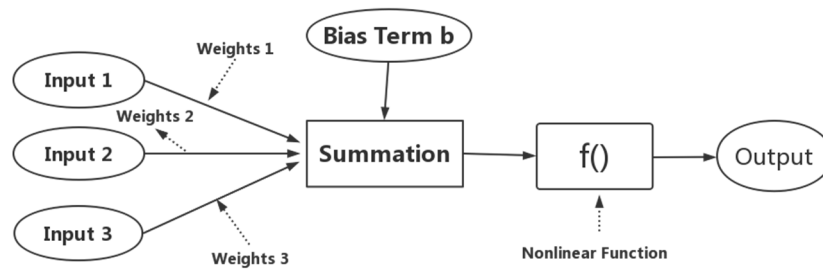 Bias Term b
Weights 1
Input 1
Weights 2
Input 2
Summation
f()
Output
Input 3
Weights 3
Nonlinear Function